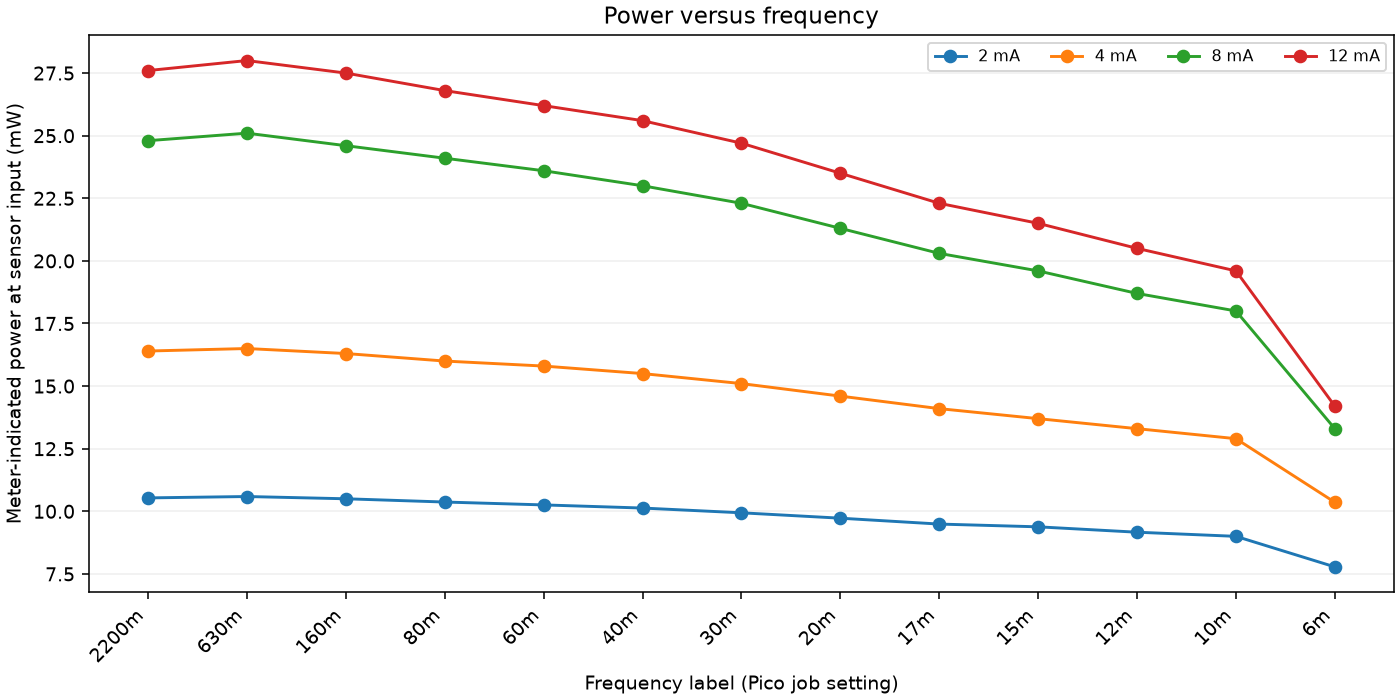 Power versus frequency
2 mA 4 mA 8 mA 12 mA
Meter-indicated power at sensor input (mW)
27.5
25.0
22.5
20.0
17.5
15.0
12.5
10.0
7.5
2200m 630m 160m 80m 60m 40m 30m 20m 17m 15m 12m 10m 6m
Frequency label (Pico job setting)